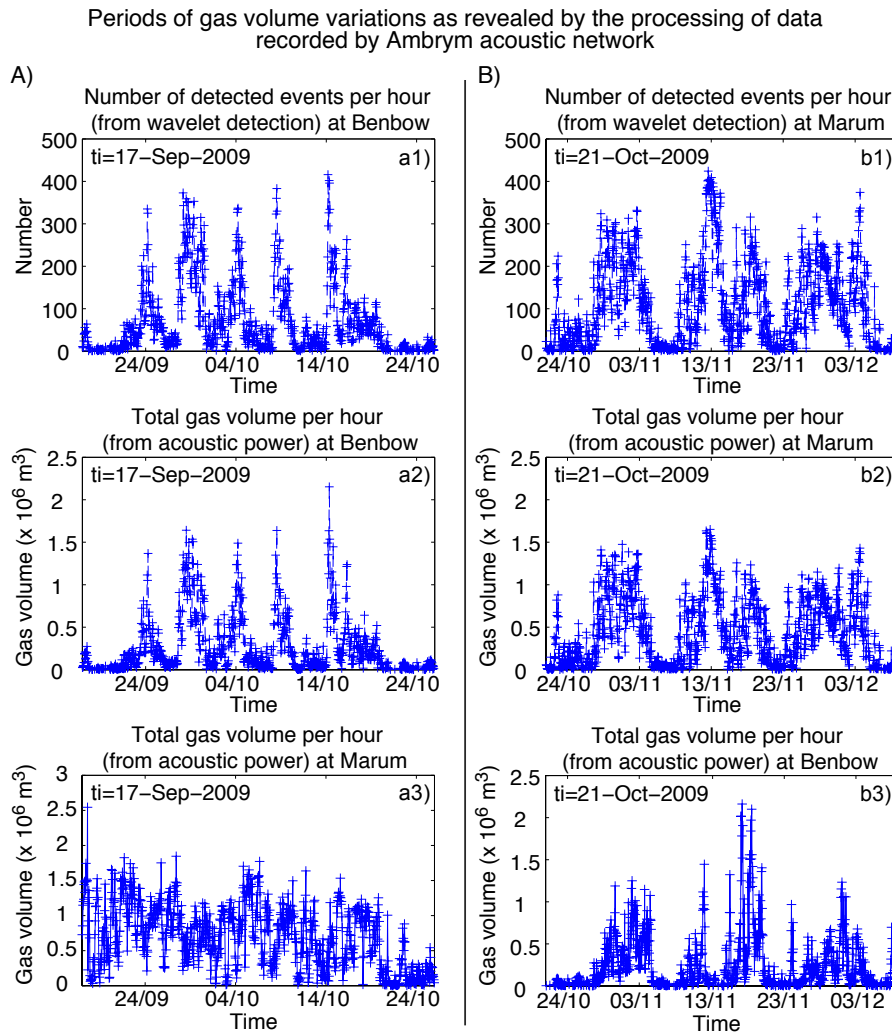 Periods of gas volume variations as revealed by the processing of data
recorded by Ambrym acoustic network
A)
Number of detected events per hour
(from wavelet detection) at Benbow
ti=17-Sep-2009
a1)
500
400
300
200
100
0
Number
24/09
04/10
14/10
24/10
Time
Total gas volume per hour
(from acoustic power) at Benbow
ti=17-Sep-2009
a2)
2.5
2
1.5
1
0.5
0
Gas volume (x 10⁶ m³)
24/09
04/10
14/10
24/10
Time
Total gas volume per hour
(from acoustic power) at Marum
ti=17-Sep-2009
a3)
3
2.5
2
1.5
1
0.5
0
Gas volume (x 10⁶ m³)
24/09
04/10
14/10
24/10
Time
B)
Number of detected events per hour
(from wavelet detection) at Marum
ti=21-Oct-2009
b1)
500
400
300
200
100
0
Number
24/10
03/11
13/11
23/11
03/12
Time
Total gas volume per hour
(from acoustic power) at Marum
ti=21-Oct-2009
b2)
2.5
2
1.5
1
0.5
0
Gas volume (x 10⁶ m³)
24/10
03/11
13/11
23/11
03/12
Time
Total gas volume per hour
(from acoustic power) at Benbow
ti=21-Oct-2009
b3)
2.5
2
1.5
1
0.5
0
Gas volume (x 10⁶ m³)
24/10
03/11
13/11
23/11
03/12
Time